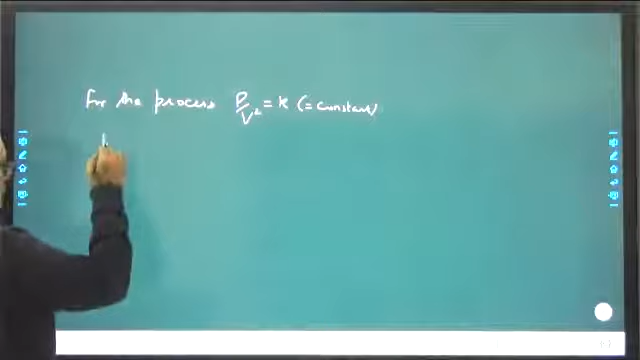 For the process P/V² = k (= constant)